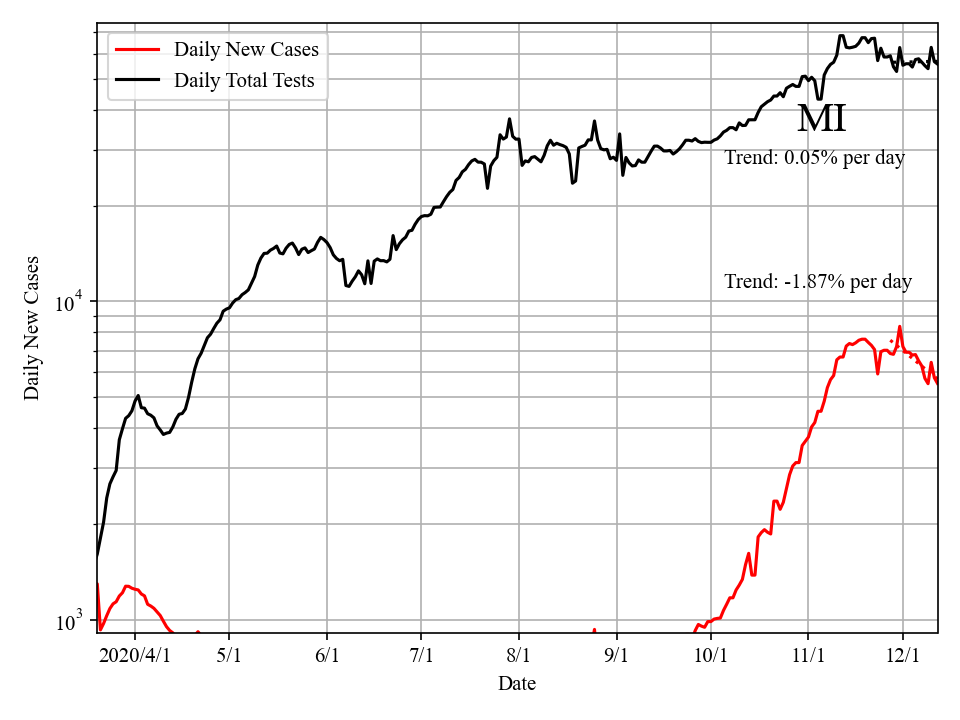 Daily New Cases
Daily Total Tests
MI
Trend: 0.05% per day
Trend: -1.87% per day
Daily New Cases
10^4
10^3
2020/4/1 5/1 6/1 7/1 8/1 9/1 10/1 11/1 12/1
Date